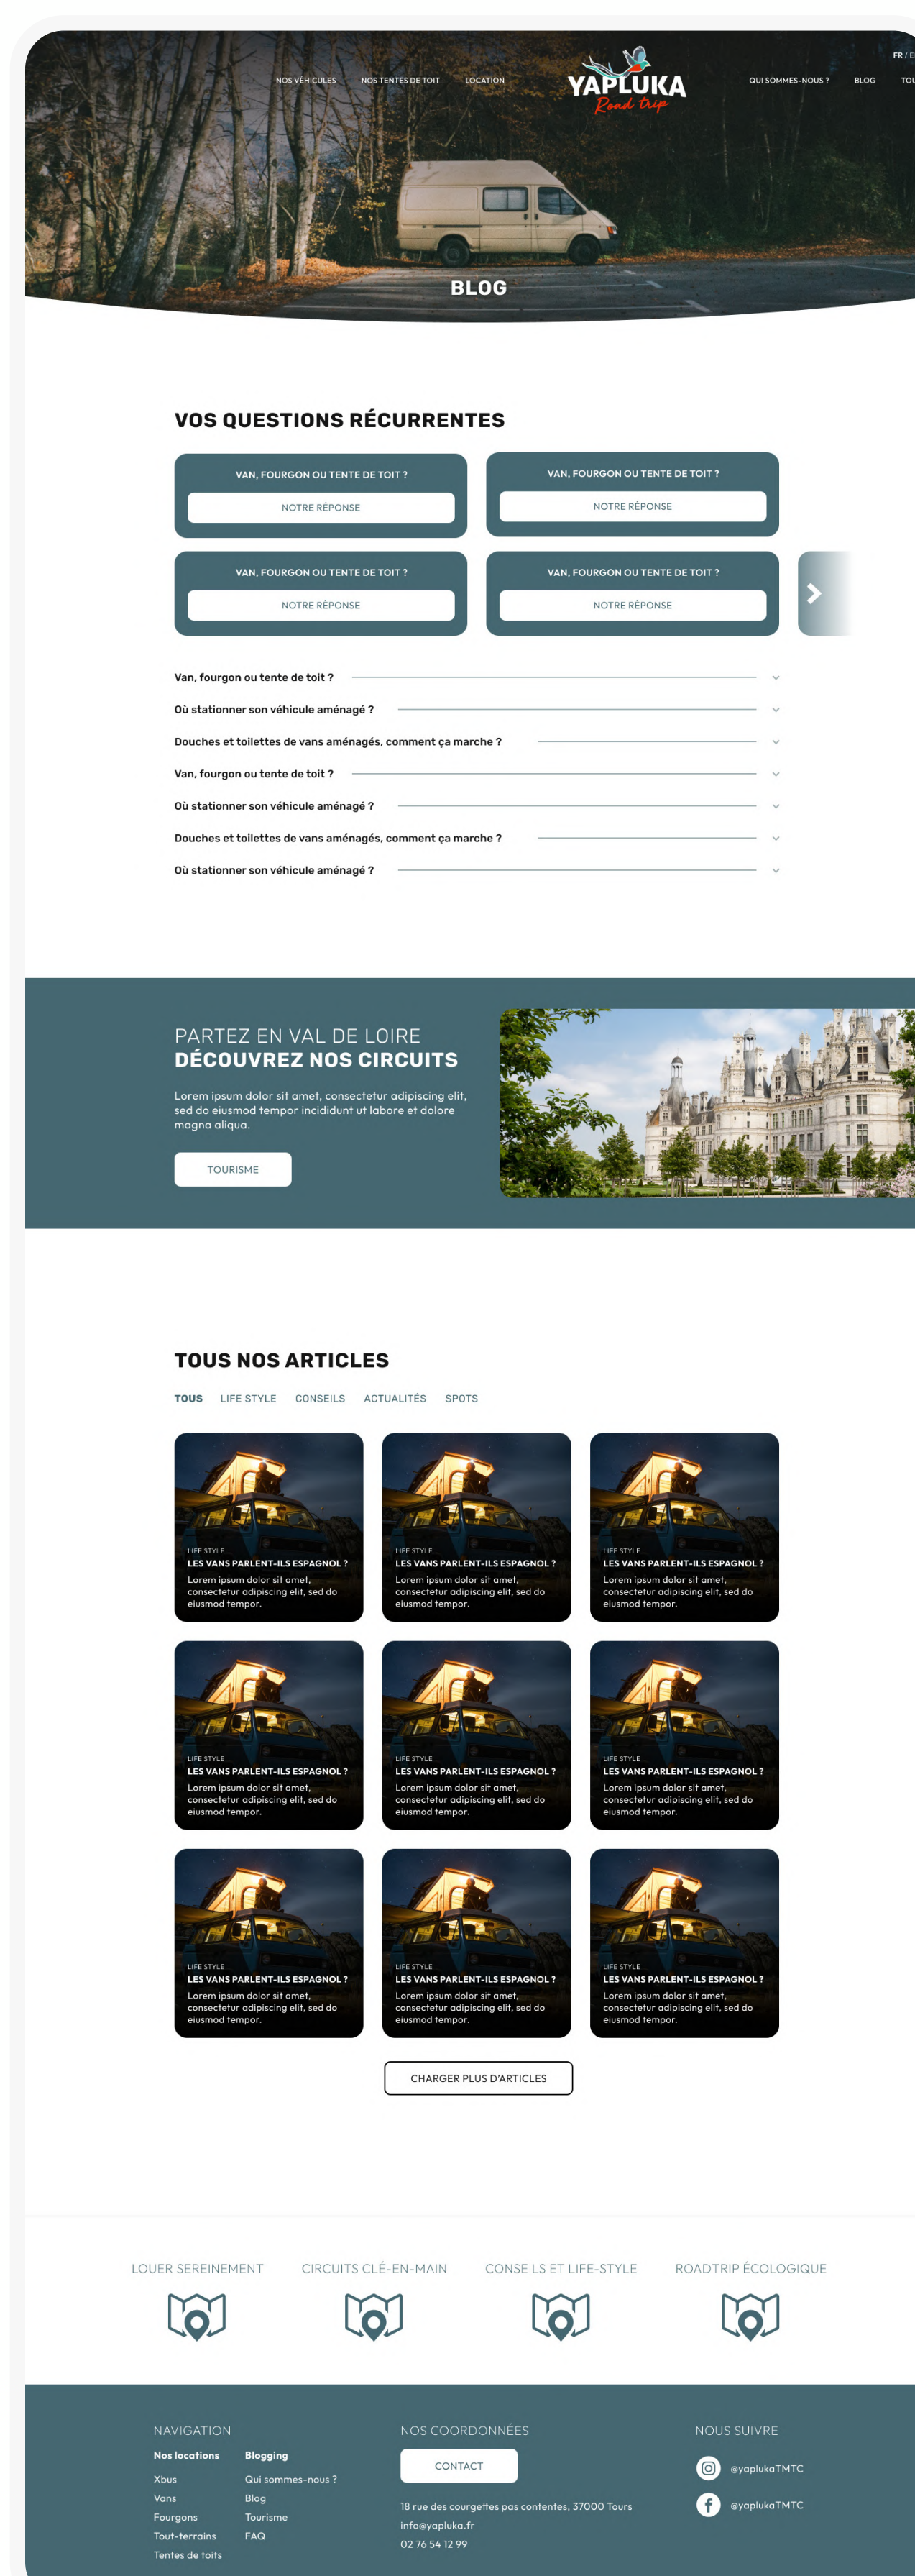 FR / E
NOS VÉHICULES NOS TENTES DE TOIT LOCATION YAPLUKA QUI SOMMES-NOUS ? BLOG TOU
Road trip
BLOG
VOS QUESTIONS RÉCURRENTES
VAN, FOURGON OU TENTE DE TOIT ? VAN, FOURGON OU TENTE DE TOIT ?
NOTRE RÉPONSE NOTRE RÉPONSE
VAN, FOURGON OU TENTE DE TOIT ? VAN, FOURGON OU TENTE DE TOIT ?
NOTRE RÉPONSE NOTRE RÉPONSE
Van, fourgon ou tente de toit ?
Où stationner son véhicule aménagé ?
Douches et toilettes de vans aménagés, comment ça marche ?
Van, fourgon ou tente de toit ?
Où stationner son véhicule aménagé ?
Douches et toilettes de vans aménagés, comment ça marche ?
Où stationner son véhicule aménagé ?
PARTEZ EN VAL DE LOIRE
DÉCOUVREZ NOS CIRCUITS
Lorem ipsum dolor sit amet, consectetur adipiscing elit,
sed do eiusmod tempor incididunt ut labore et dolore
magna aliqua.
TOURISME
TOUS NOS ARTICLES
TOUS LIFE STYLE CONSEILS ACTUALITÉS SPOTS
LIFE STYLE LIFE STYLE LIFE STYLE
LES VANS PARLENT-ILS ESPAGNOL ? LES VANS PARLENT-ILS ESPAGNOL ? LES VANS PARLENT-ILS ESPAGNOL ?
Lorem ipsum dolor sit amet, Lorem ipsum dolor sit amet, Lorem ipsum dolor sit amet,
consectetur adipiscing elit, sed do consectetur adipiscing elit, sed do consectetur adipiscing elit, sed do
eiusmod tempor. eiusmod tempor. eiusmod tempor.
LIFE STYLE LIFE STYLE LIFE STYLE
LES VANS PARLENT-ILS ESPAGNOL ? LES VANS PARLENT-ILS ESPAGNOL ? LES VANS PARLENT-ILS ESPAGNOL ?
Lorem ipsum dolor sit amet, Lorem ipsum dolor sit amet, Lorem ipsum dolor sit amet,
consectetur adipiscing elit, sed do consectetur adipiscing elit, sed do consectetur adipiscing elit, sed do
eiusmod tempor. eiusmod tempor. eiusmod tempor.
LIFE STYLE LIFE STYLE LIFE STYLE
LES VANS PARLENT-ILS ESPAGNOL ? LES VANS PARLENT-ILS ESPAGNOL ? LES VANS PARLENT-ILS ESPAGNOL ?
Lorem ipsum dolor sit amet, Lorem ipsum dolor sit amet, Lorem ipsum dolor sit amet,
consectetur adipiscing elit, sed do consectetur adipiscing elit, sed do consectetur adipiscing elit, sed do
eiusmod tempor. eiusmod tempor. eiusmod tempor.
CHARGER PLUS D'ARTICLES
LOUER SEREINEMENT CIRCUITS CLÉ-EN-MAIN CONSEILS ET LIFE-STYLE ROADTRIP ÉCOLOGIQUE
NAVIGATION
Nos locations
Xbus
Vans
Fourgons
Tout-terrains
Tentes de toits
Blogging
Qui sommes-nous ?
Blog
Tourisme
FAQ
NOS COORDONNÉES
CONTACT
18 rue des courgettes pas contentes, 37000 Tours
info@yapluka.fr
02 76 54 12 99
NOUS SUIVRE
@yaplukaTMTC
@yaplukaTMTC